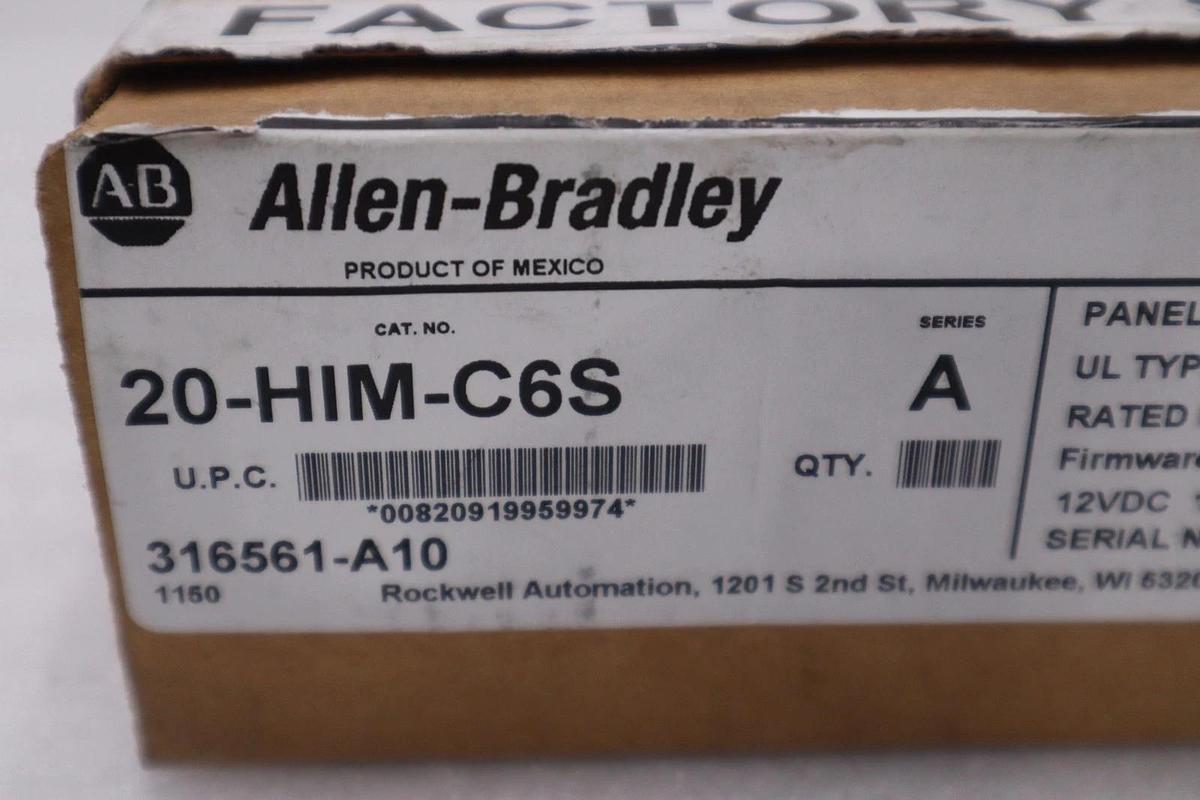 FACTORY
AB
Allen-Bradley
PRODUCT OF MEXICO
CAT. NO.
20-HIM-C6S
SERIES
A
U.P.C.
*00820919959974*
QTY.
316561-A10
1150
Rockwell Automation, 1201 S 2nd St, Milwaukee, WI 5320
PANEL
UL TYP
RATED
Firmware
12VDC
SERIAL N